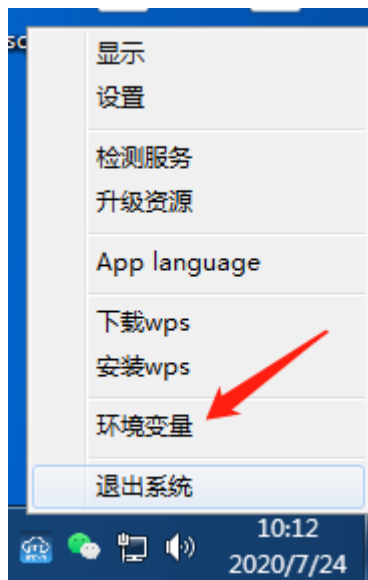 sc
显示
设置
检测服务
升级资源
App language
下载wps
安装wps
环境变量
退出系统
10:12
2020/7/24